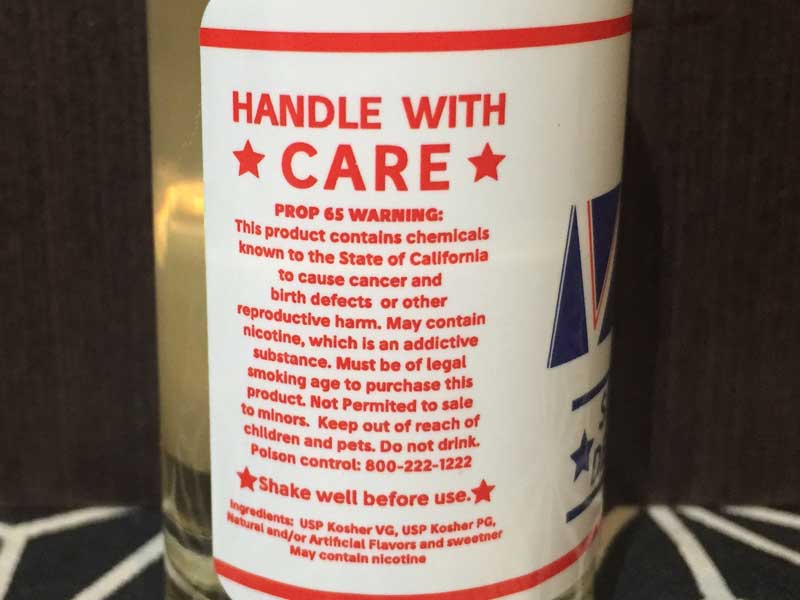 HANDLE WITH
★ CARE ★
PROP 65 WARNING:
This product contains chemicals
known to the State of California
to cause cancer and
birth defects or other
reproductive harm. May contain
nicotine, which is an addictive
substance. Must be of legal
smoking age to purchase this
product. Not Permited to sale
to minors. Keep out of reach of
children and pets. Do not drink.
Poison control: 800-222-1222
★Shake well before use.★
Ingredients: USP Kosher VG, USP Kosher PG,
Natural and/or Artificial Flavors and sweetner
May contain nicotine